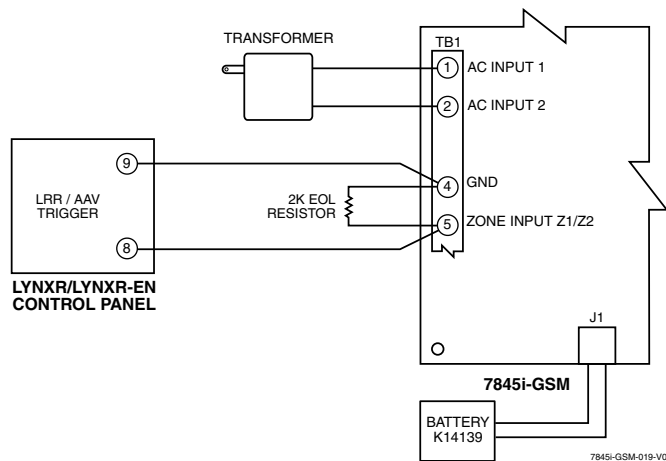 TRANSFORMER
TB1
1 AC INPUT 1
2 AC INPUT 2
9
LRR / AAV
TRIGGER
8
2K EOL
RESISTOR
4 GND
5 ZONE INPUT Z1/Z2
LYNXR/LYNXR-EN
CONTROL PANEL
J1
7845i-GSM
BATTERY
K14139
7845i-GSM-019-V0